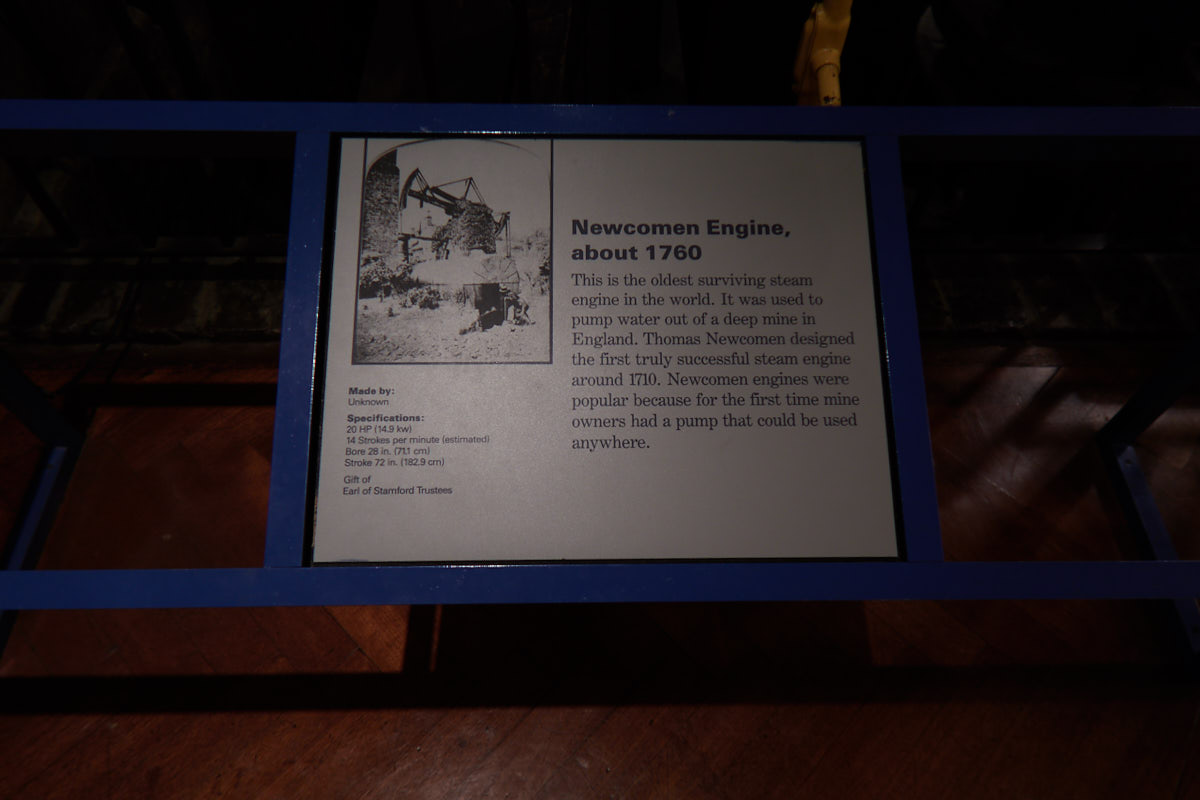 Newcomen Engine,
about 1760
This is the oldest surviving steam
engine in the world. It was used to
pump water out of a deep mine in
England. Thomas Newcomen designed
the first truly successful steam engine
around 1710. Newcomen engines were
popular because for the first time mine
owners had a pump that could be used
anywhere.
Made by:
Unknown
Specifications:
20 HP (14.9 kw)
14 Strokes per minute (estimated)
Bore 28 in. (71.1 cm)
Stroke 72 in. (182.9 cm)
Gift of
Earl of Stamford Trustees